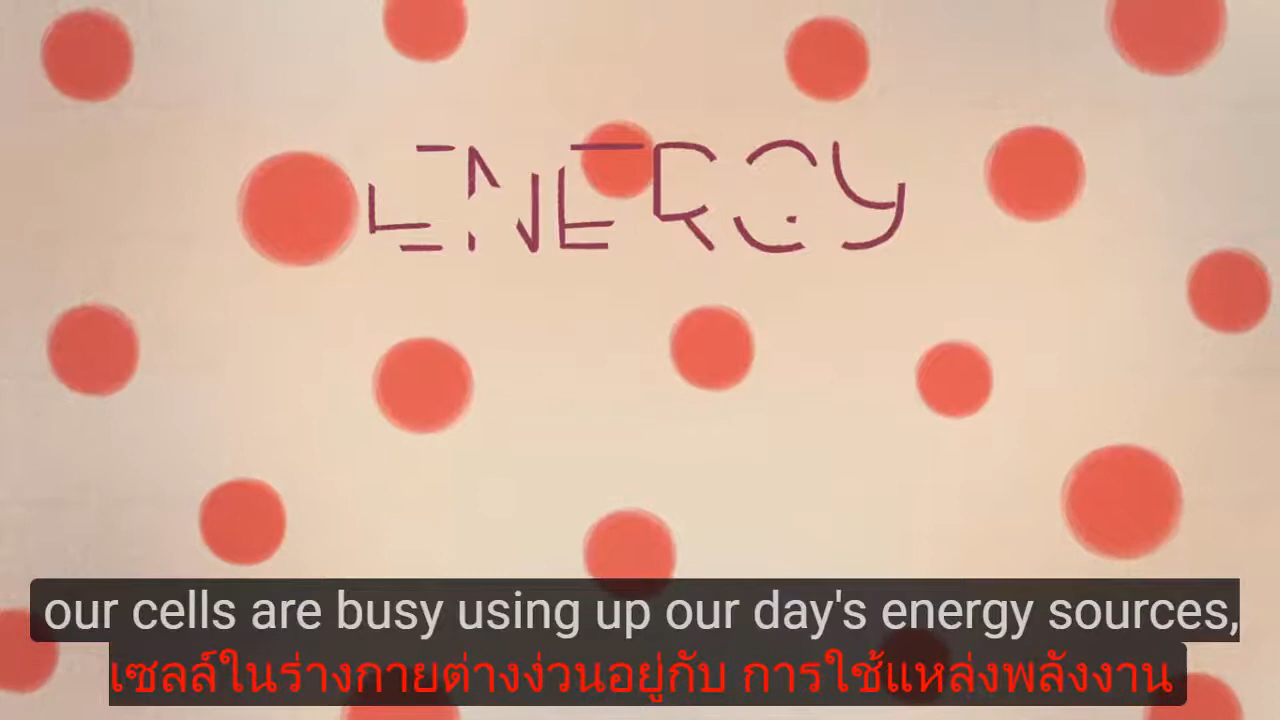 ENERGY
our cells are busy using up our day's energy sources,
เซลล์ในร่างกายต่างง่วนอยู่กับ การใช้แหล่งพลังงาน